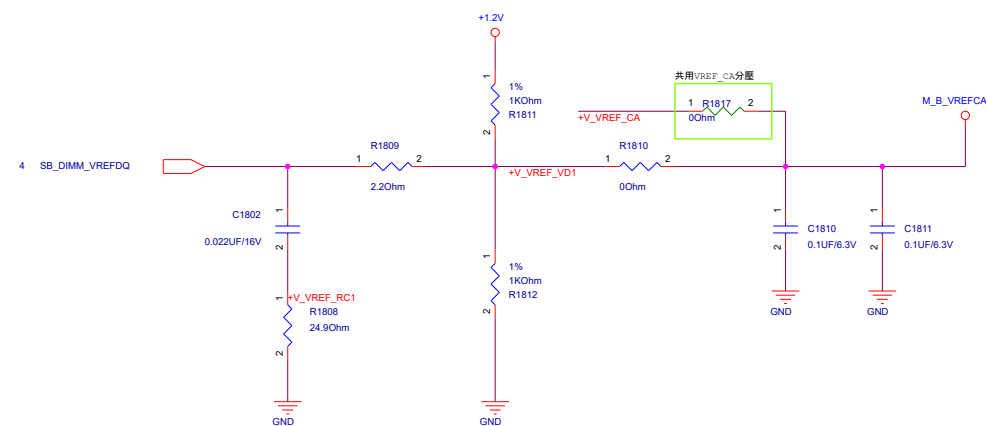 +1.2V
共用VREF_CA分壓
1 R1817 2
0Ohm
+V_VREF_CA
M_B_VREFCA
1
1%
1KOhm
R1811
2
4 SB_DIMM_VREFDQ
R1809
1 2
2.2Ohm
+V_VREF_VD1
R1810
1 2
0Ohm
C1802
1
0.022UF/16V
2
1
C1810
0.1UF/6.3V
2
1
C1811
0.1UF/6.3V
2
1
1%
1KOhm
R1812
2
+V_VREF_RC1
1
R1808
24.9Ohm
2
GND
GND
GND
GND